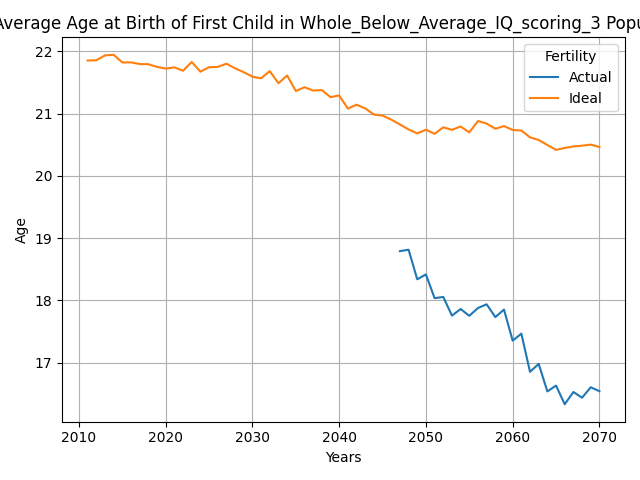 Average Age at Birth of First Child in Whole_Below_Average_IQ_scoring_3
Fertility
Actual
Ideal
22
21
20
19
18
17
Age
2010 2020 2030 2040 2050 2060 2070
Years